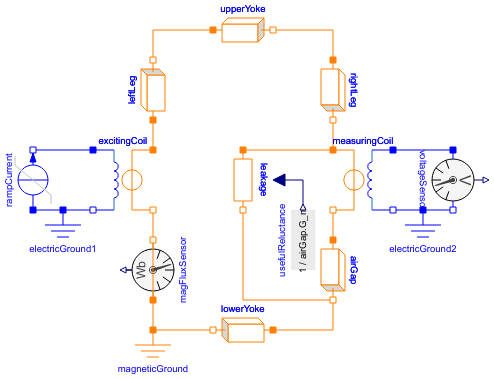 upperYoke
leftLeg
rightLeg
excitingCoil
measuringCoil
rampCurrent
leakage
voltageSensor
V
usefulReluctance
1 / airGap.G_m
electricGround1
electricGround2
Wb
magFluxSensor
airGap
lowerYoke
magneticGround